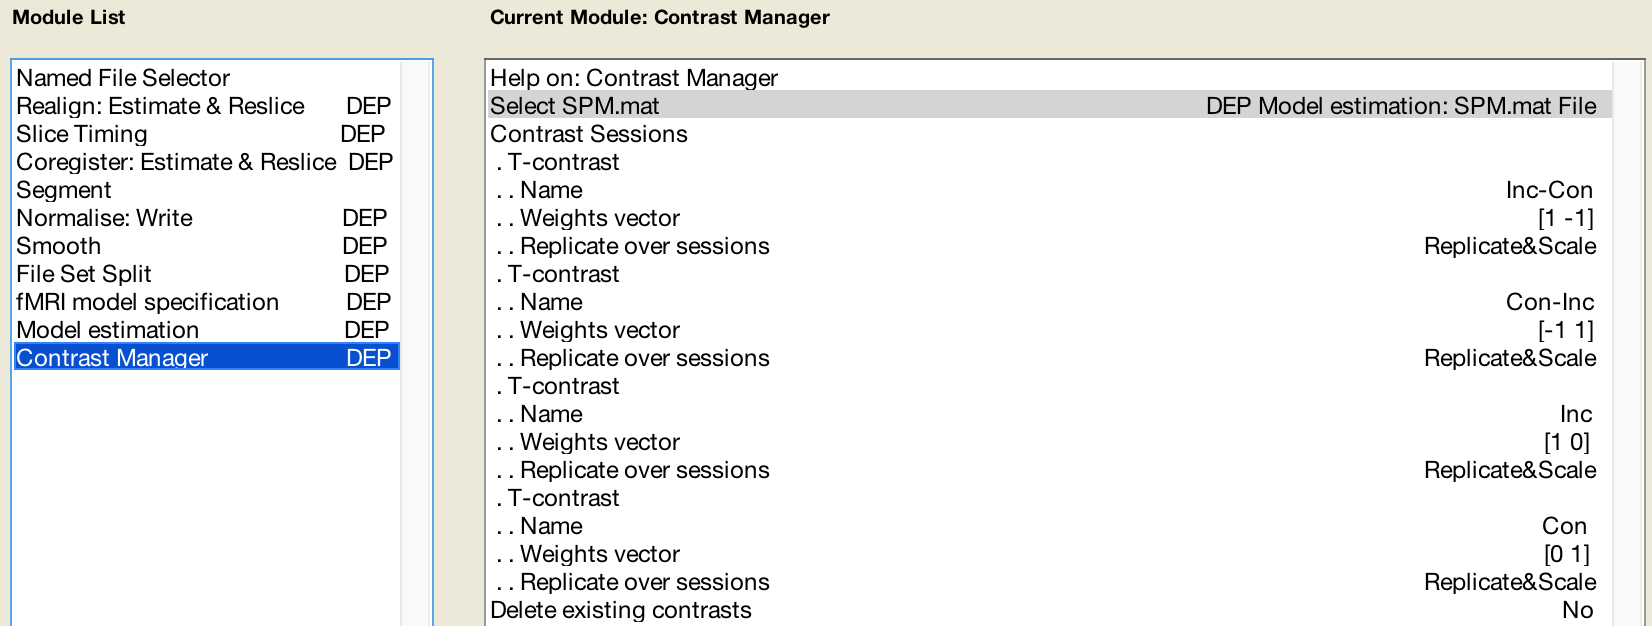 Module List
Named File Selector
Realign: Estimate & Reslice DEP
Slice Timing DEP
Coregister: Estimate & Reslice DEP
Segment
Normalise: Write DEP
Smooth DEP
File Set Split DEP
fMRI model specification DEP
Model estimation DEP
Contrast Manager DEP
Current Module: Contrast Manager
Help on: Contrast Manager
Select SPM.mat DEP Model estimation: SPM.mat File
Contrast Sessions
. T-contrast
. . Name Inc-Con
. . Weights vector [1 -1]
. . Replicate over sessions Replicate&Scale
. T-contrast
. . Name Con-Inc
. . Weights vector [-1 1]
. . Replicate over sessions Replicate&Scale
. T-contrast
. . Name Inc
. . Weights vector [1 0]
. . Replicate over sessions Replicate&Scale
. T-contrast
. . Name Con
. . Weights vector [0 1]
. . Replicate over sessions Replicate&Scale
Delete existing contrasts No